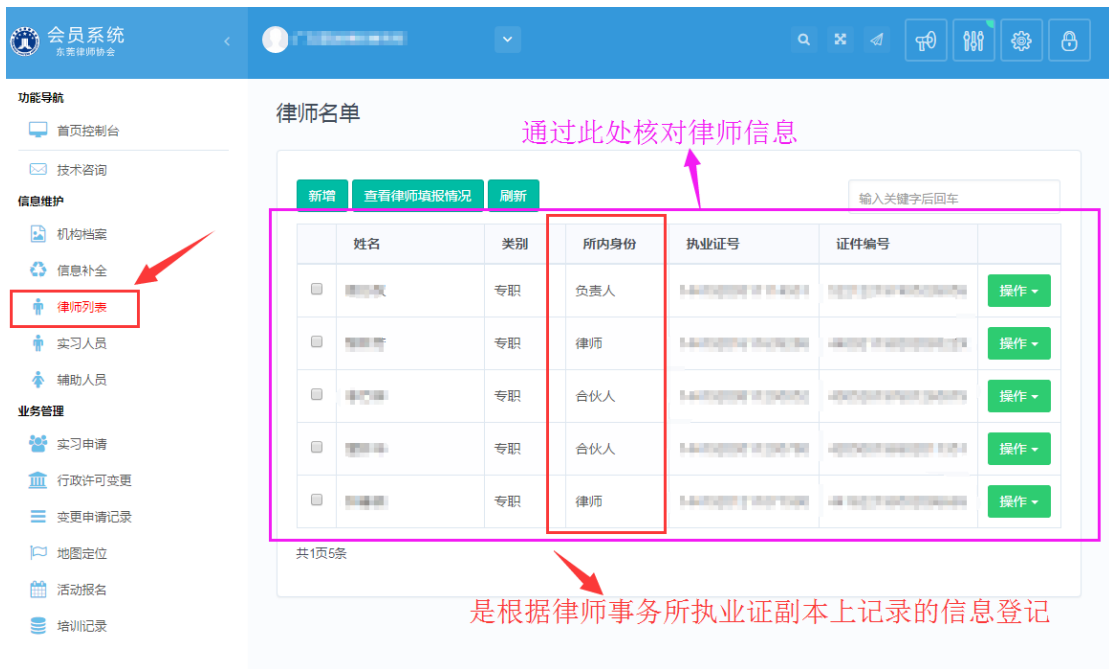 会员系统
东莞律师协会
功能导航
首页控制台
技术咨询
信息维护
机构档案
信息补全
律师列表
实习人员
辅助人员
业务管理
实习申请
行政许可变更
变更申请记录
地图定位
活动报名
培训记录
律师名单
通过此处核对律师信息
新增 查看律师填报情况 刷新 输入关键字后回车
姓名 类别 所内身份 执业证号 证件编号
专职 负责人 操作
专职 律师 操作
专职 合伙人 操作
专职 合伙人 操作
专职 律师 操作
共1页5条
是根据律师事务所执业证副本上记录的信息登记